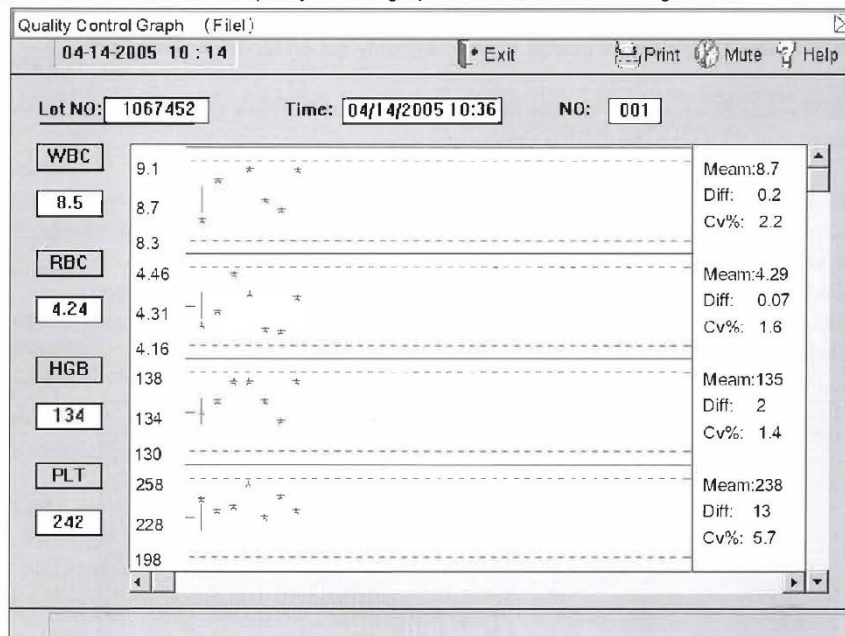 Quality Control Graph (FileI)
04-14-2005 10 : 14 Exit Print Mute Help
Lot NO: 1067452 Time: 04/14/2005 10:36 NO: 001
WBC
8.5
9.1
8.7
8.3
Meam:8.7
Diff: 0.2
Cv%: 2.2
RBC
4.24
4.46
4.31
4.16
Meam:4.29
Diff: 0.07
Cv%: 1.6
HGB
134
138
134
130
Meam:135
Diff: 2
Cv%: 1.4
PLT
242
258
228
198
Meam:238
Diff: 13
Cv%: 5.7